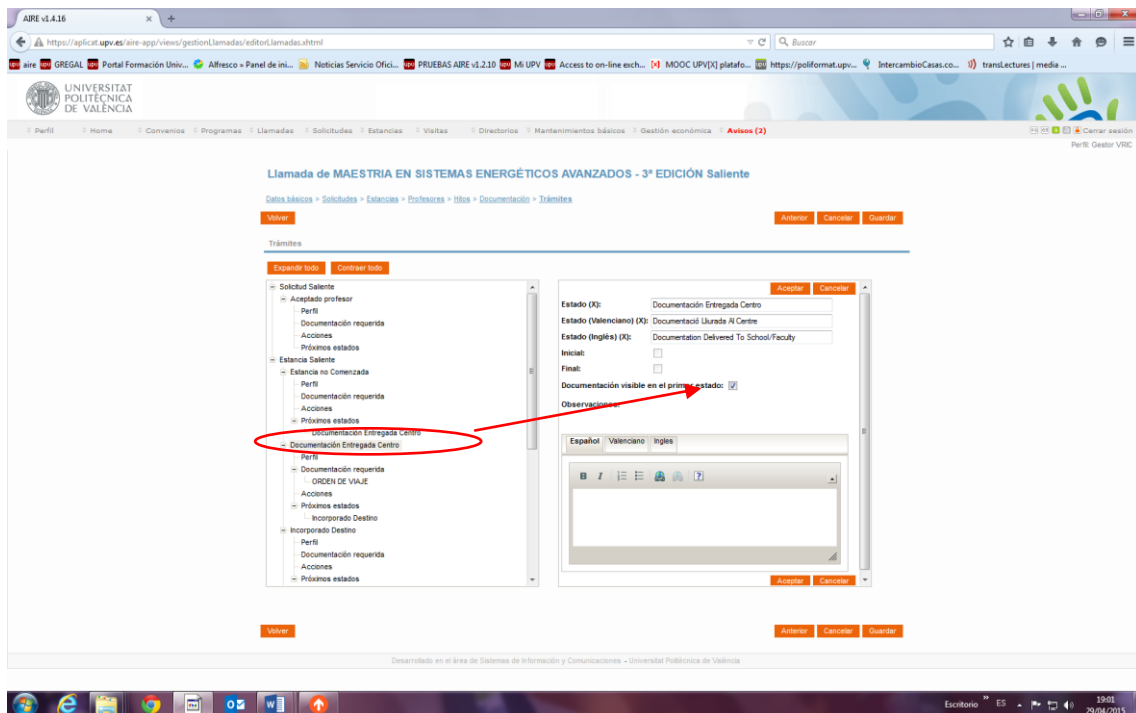 AIRE v1.4.16
https://aplicat.upv.es/aire-app/views/gestionLlamadas/editorLlamadas.xhtml
Buscar
aire GREGAL Portal Formación Univ... Alfresco » Panel de ini... Noticias Servicio Ofici... PRUEBAS AIRE v1.2.10 Mi UPV Access to on-line exch... MOOC UPV[X] platafo... https://poliformat.upv... IntercambioCasas.co... transLectures | media ...
UNIVERSITAT
POLITÈCNICA
DE VALÈNCIA
Perfil Home Convenios Programas Llamadas Solicitudes Estancias Visitas Directorios Mantenimientos básicos Gestión económica Avisos (2) Cerrar sesión
Perfil: Gestor VRIC
Llamada de MAESTRIA EN SISTEMAS ENERGÉTICOS AVANZADOS - 3ª EDICIÓN Saliente
Datos básicos > Solicitudes > Estancias > Profesores > Hitos > Documentación > Trámites
Volver Anterior Cancelar Guardar
Trámites
Expandir todo Contraer todo
Solicitud Saliente
Aceptado profesor
Perfil
Documentación requerida
Acciones
Próximos estados
Estancia Saliente
Estancia no Comenzada
Perfil
Documentación requerida
Acciones
Próximos estados
Documentación Entregada Centro
Documentación Entregada Centro
Perfil
Documentación requerida
ORDEN DE VIAJE
Acciones
Próximos estados
Incorporado Destino
Incorporado Destino
Perfil
Documentación requerida
Acciones
Próximos estados
Aceptar Cancelar
Estado (X): Documentación Entregada Centro
Estado (Valenciano) (X): Documentació Lliurada Al Centre
Estado (Inglés) (X): Documentation Delivered To School/Faculty
Inicial:
Final:
Documentación visible en el primer estado:
Observaciones:
Español Valenciano Ingles
B I
Aceptar Cancelar
Volver Anterior Cancelar Guardar
Desarrollado en el área de Sistemas de Información y Comunicaciones - Universitat Politècnica de València
Escritorio ES 19:01
29/04/2015